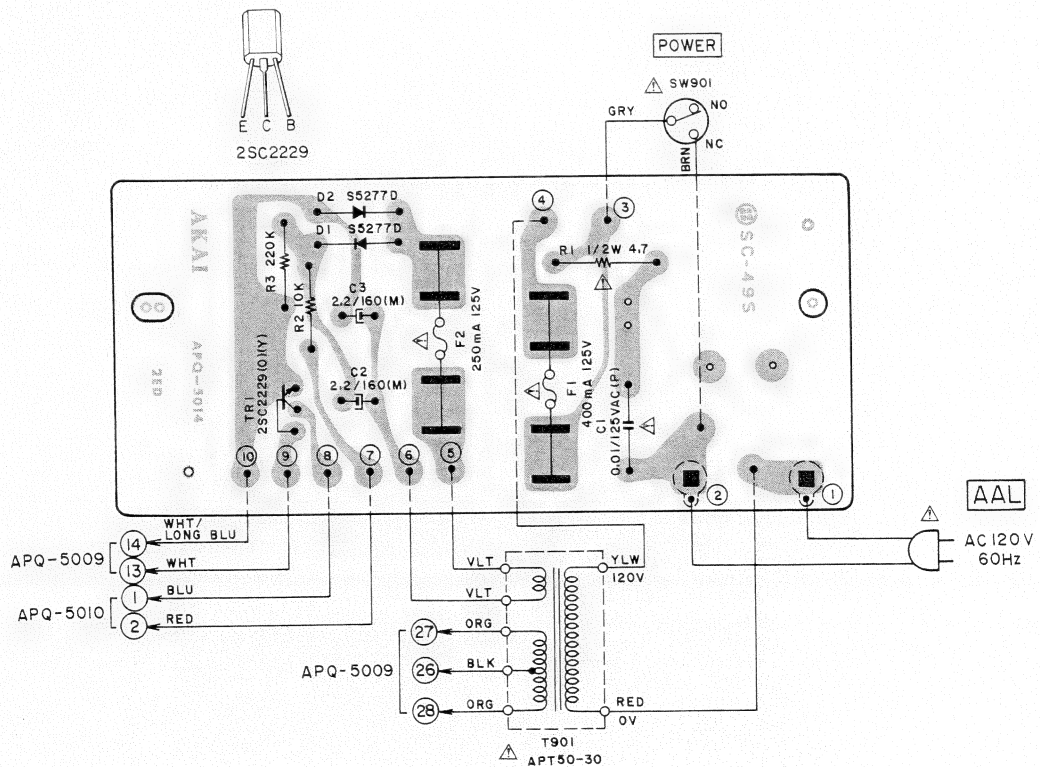 POWER
SW901
NO
GRY
NC
BRN
E C B
2SC2229
AKAI
APQ-5014
2ED
D2 S5277D
D1 S5277D
R3 220K
R2 10K
C3
2.2/160(M)
C2
2.2/160(M)
TR1
2SC2229(O)(Y)
F2
250mA 125V
4
3
R1 1/2W 4.7
F1
400mA 125V
C1
0.01/125VAC(P)
SC-49S
10
9
8
7
6
5
2
1
AAL
AC120V
60Hz
WHT/
LONG BLU
APQ-5009
14
13
WHT
APQ-5010
1
BLU
2
RED
VLT
VLT
YLW
120V
APQ-5009
27
ORG
26
BLK
28
ORG
RED
0V
T901
APT50-30